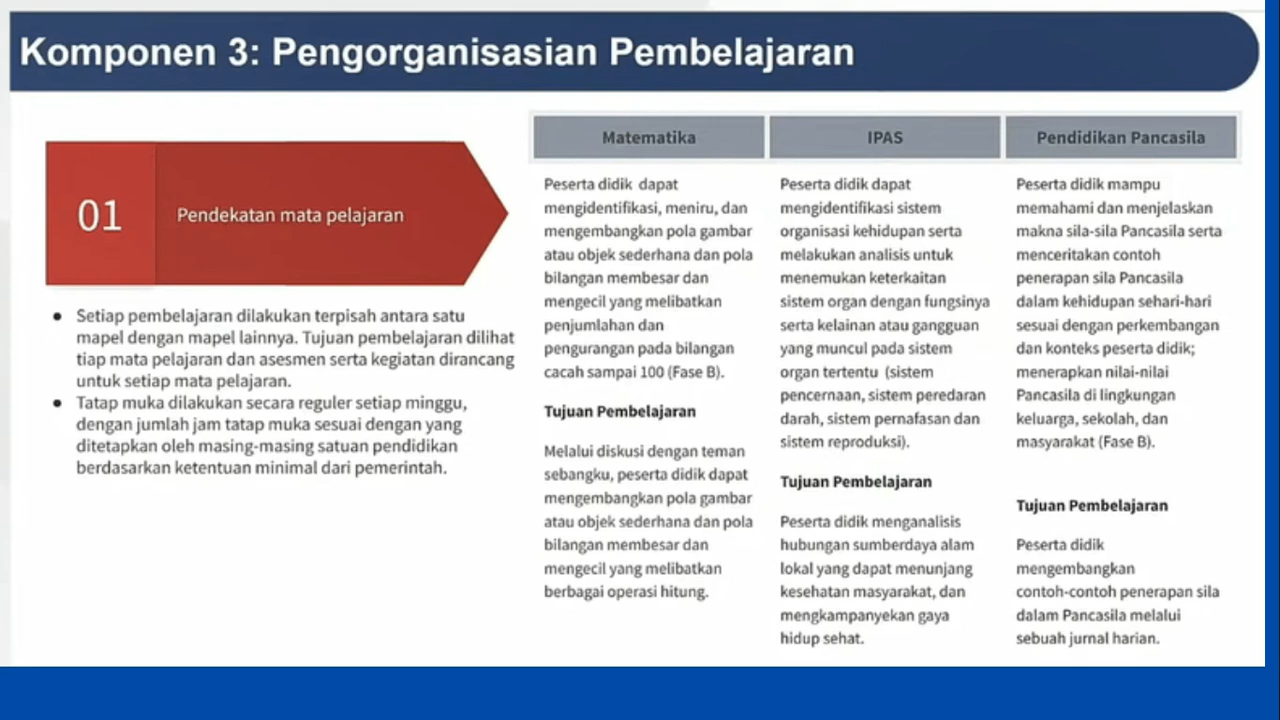 Komponen 3: Pengorganisasian Pembelajaran
01
Pendekatan mata pelajaran
● Setiap pembelajaran dilakukan terpisah antara satu
mapel dengan mapel lainnya. Tujuan pembelajaran dilihat
tiap mata pelajaran dan asesmen serta kegiatan dirancang
untuk setiap mata pelajaran.
● Tatap muka dilakukan secara reguler setiap minggu,
dengan jumlah jam tatap muka sesuai dengan yang
ditetapkan oleh masing-masing satuan pendidikan
berdasarkan ketentuan minimal dari pemerintah.
Matematika
Peserta didik dapat
mengidentifikasi, meniru, dan
mengembangkan pola gambar
atau objek sederhana dan pola
bilangan membesar dan
mengecil yang melibatkan
penjumlahan dan
pengurangan pada bilangan
cacah sampai 100 (Fase B).
Tujuan Pembelajaran
Melalui diskusi dengan teman
sebangku, peserta didik dapat
mengembangkan pola gambar
atau objek sederhana dan pola
bilangan membesar dan
mengecil yang melibatkan
berbagai operasi hitung.
IPAS
Peserta didik dapat
mengidentifikasi sistem
organisasi kehidupan serta
melakukan analisis untuk
menemukan keterkaitan
sistem organ dengan fungsinya
serta kelainan atau gangguan
yang muncul pada sistem
organ tertentu (sistem
pencernaan, sistem peredaran
darah, sistem pernafasan dan
sistem reproduksi).
Tujuan Pembelajaran
Peserta didik menganalisis
hubungan sumberdaya alam
lokal yang dapat menunjang
kesehatan masyarakat, dan
mengkampanyekan gaya
hidup sehat.
Pendidikan Pancasila
Peserta didik mampu
memahami dan menjelaskan
makna sila-sila Pancasila serta
menceritakan contoh
penerapan sila Pancasila
dalam kehidupan sehari-hari
sesuai dengan perkembangan
dan konteks peserta didik;
menerapkan nilai-nilai
Pancasila di lingkungan
keluarga, sekolah, dan
masyarakat (Fase B).
Tujuan Pembelajaran
Peserta didik
mengembangkan
contoh-contoh penerapan sila
dalam Pancasila melalui
sebuah jurnal harian.